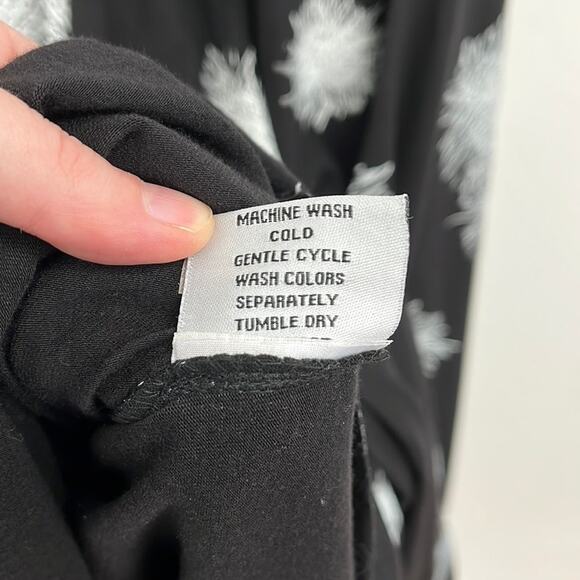 MACHINE WASH
COLD
GENTLE CYCLE
WASH COLORS
SEPARATELY
TUMBLE DRY